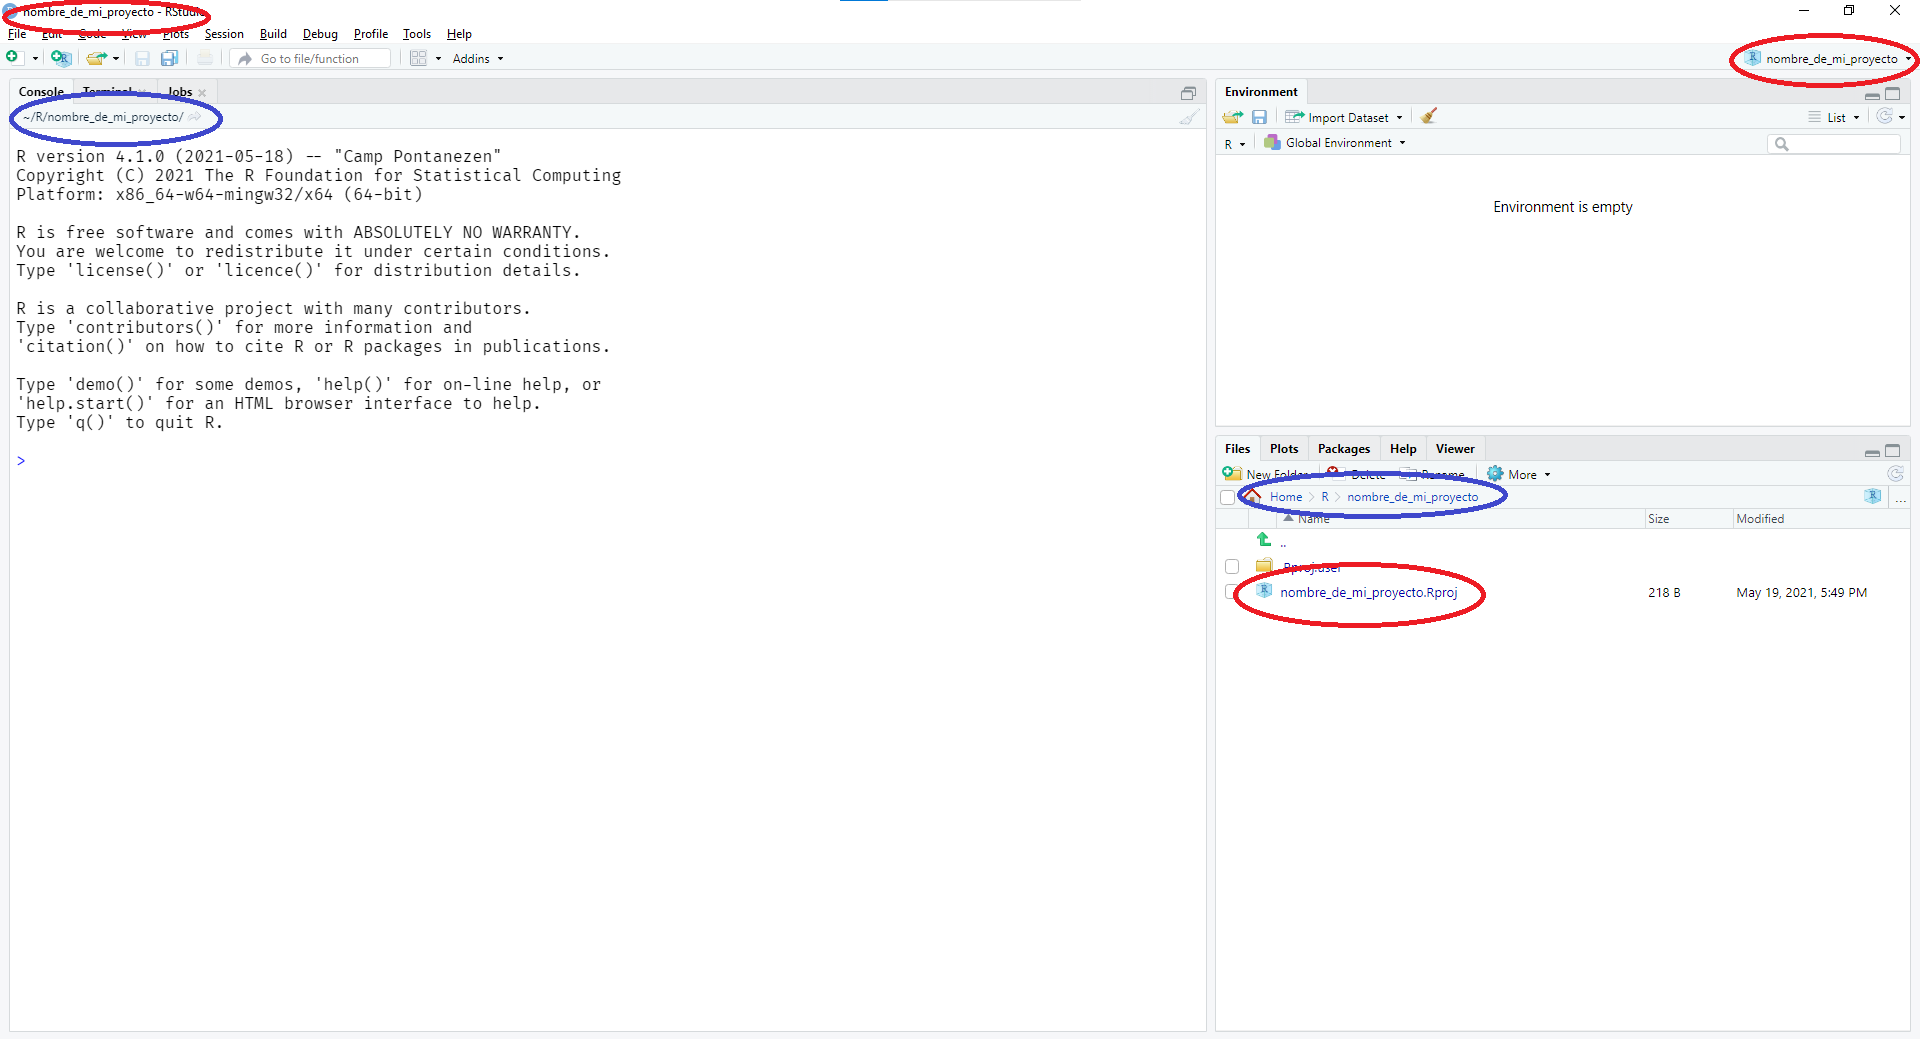 nombre_de_mi_proyecto - RStudio
File Edit Code View Plots Session Build Debug Profile Tools Help
Go to file/function Addins
nombre_de_mi_proyecto
Console Terminal Jobs
~/R/nombre_de_mi_proyecto/
R version 4.1.0 (2021-05-18) -- "Camp Pontanezen"
Copyright (C) 2021 The R Foundation for Statistical Computing
Platform: x86_64-w64-mingw32/x64 (64-bit)
R is free software and comes with ABSOLUTELY NO WARRANTY.
You are welcome to redistribute it under certain conditions.
Type 'license()' or 'licence()' for distribution details.
R is a collaborative project with many contributors.
Type 'contributors()' for more information and
'citation()' on how to cite R or R packages in publications.
Type 'demo()' for some demos, 'help()' for on-line help, or
'help.start()' for an HTML browser interface to help.
Type 'q()' to quit R.
>
Environment
Import Dataset List
R Global Environment
Environment is empty
Files Plots Packages Help Viewer
New Folder Delete Rename More
Home R nombre_de_mi_proyecto ...
Name Size Modified
..
.Rproj.user
nombre_de_mi_proyecto.Rproj 218 B May 19, 2021, 5:49 PM